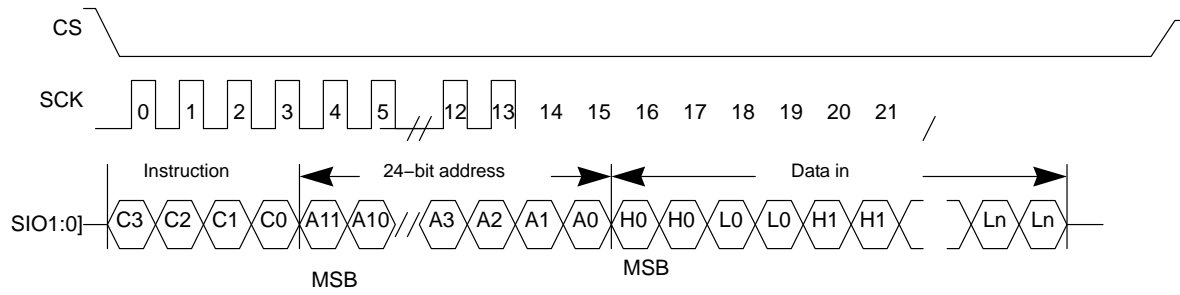 CS
SCK
0 1 2 3 4 5 12 13 14 15 16 17 18 19 20 21
Instruction 24−bit address Data in
SIO1:0] C3 C2 C1 C0 A11 A10 A3 A2 A1 A0 H0 H0 L0 L0 H1 H1 Ln Ln
MSB MSB